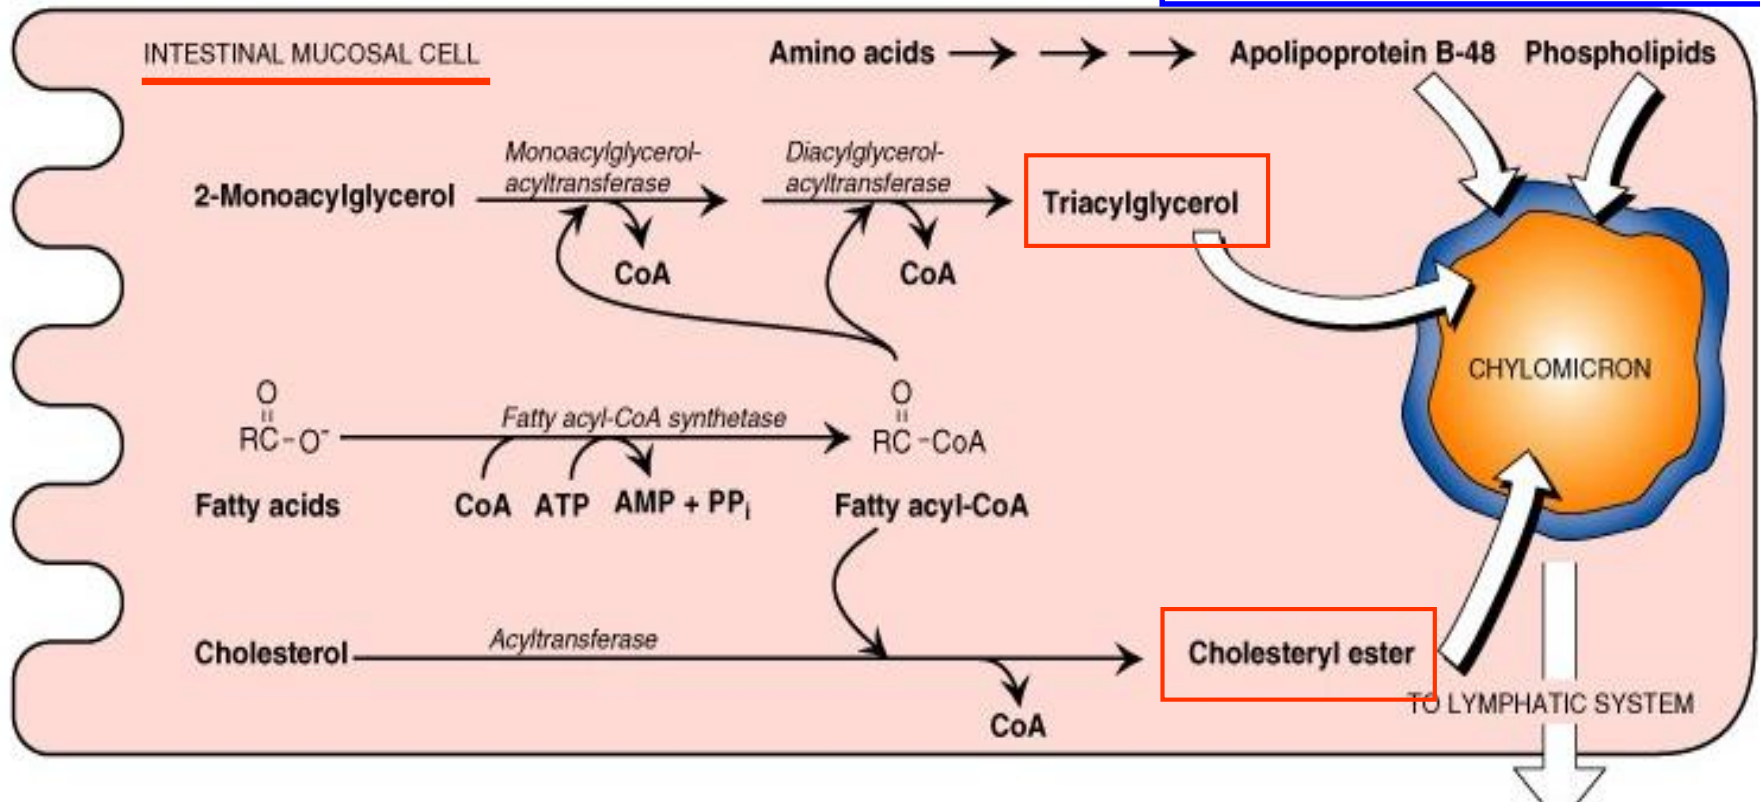 INTESTINAL MUCOSAL CELL
Amino acids
Apolipoprotein B-48
Phospholipids
Monoacylglycerol-
acyltransferase
Diacylglycerol-
acyltransferase
2-Monoacylglycerol
Triacylglycerol
CoA
CoA
CHYLOMICRON
O
RC-O⁻
Fatty acyl-CoA synthetase
O
RC-CoA
Fatty acids
CoA
ATP
AMP + PPi
Fatty acyl-CoA
Cholesterol
Acyltransferase
Cholesteryl ester
CoA
TO LYMPHATIC SYSTEM